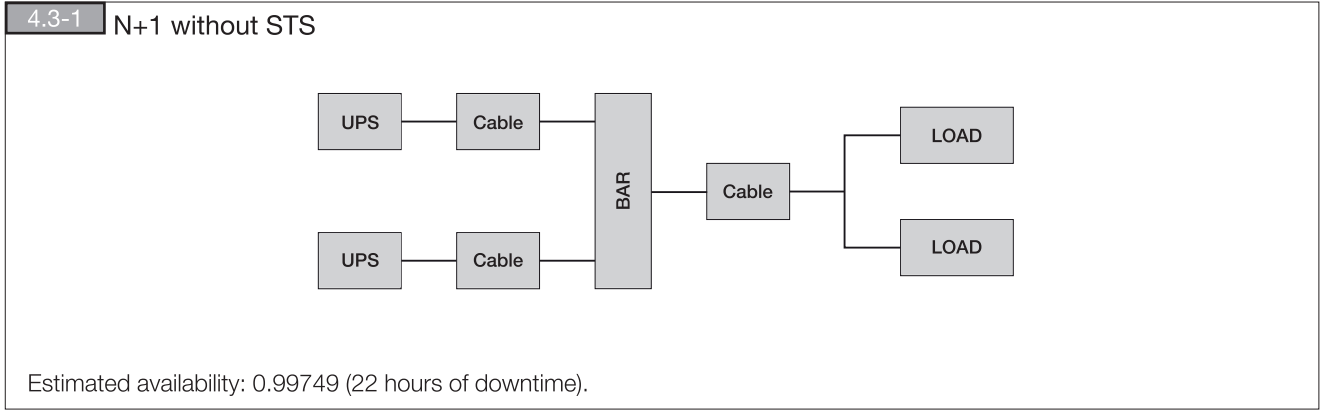 4.3-1 N+1 without STS
UPS Cable
LOAD
BAR
Cable
UPS Cable
LOAD
Estimated availability: 0.99749 (22 hours of downtime).